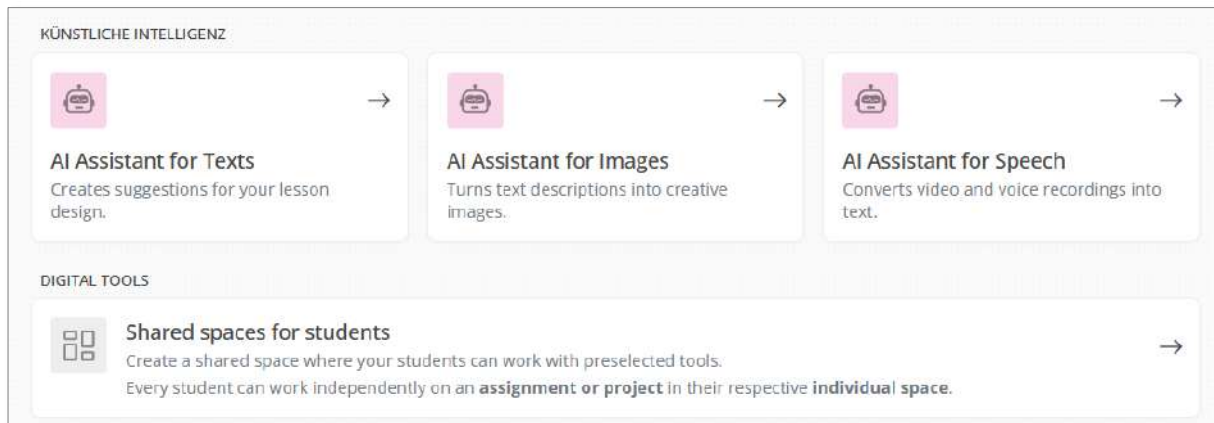 KÜNSTLICHE INTELLIGENZ
AI Assistant for Texts
Creates suggestions for your lesson
design.
AI Assistant for Images
Turns text descriptions into creative
images.
AI Assistant for Speech
Converts video and voice recordings into
text.
DIGITAL TOOLS
Shared spaces for students
Create a shared space where your students can work with preselected tools.
Every student can work independently on an assignment or project in their respective individual space.